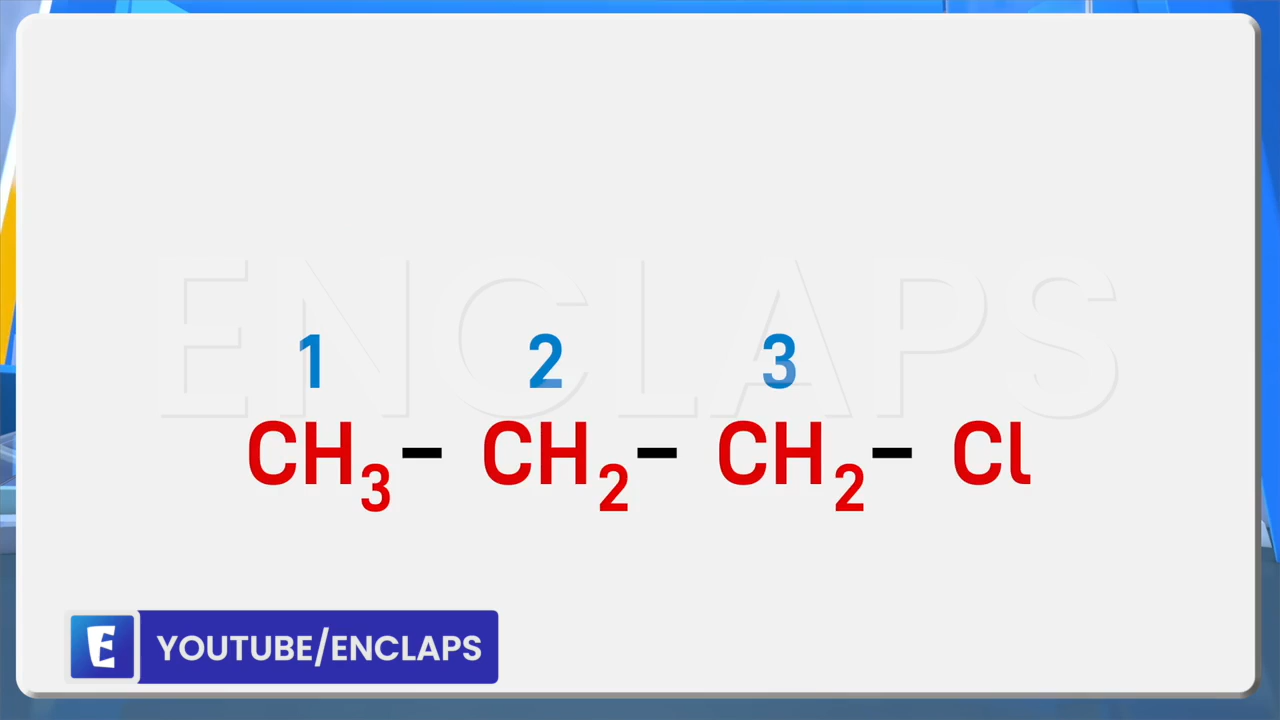 ENCLAPS
1 2 3
CH₃ – CH₂ – CH₂ – Cl
YOUTUBE/ENCLAPS